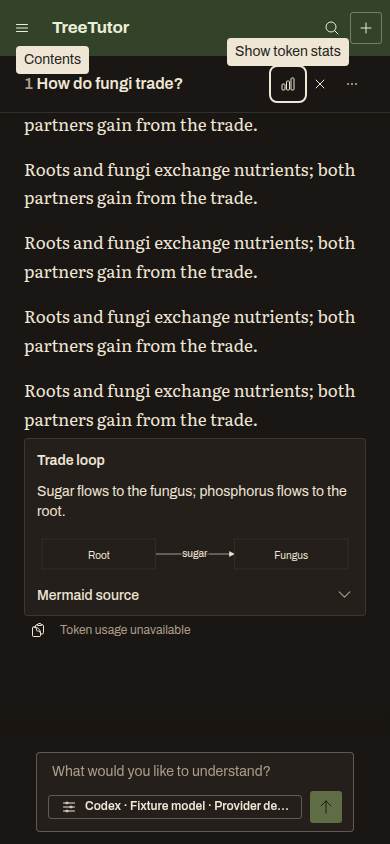 TreeTutor
Show token stats
Contents
1 How do fungi trade?
partners gain from the trade.
Roots and fungi exchange nutrients; both
partners gain from the trade.
Roots and fungi exchange nutrients; both
partners gain from the trade.
Roots and fungi exchange nutrients; both
partners gain from the trade.
Roots and fungi exchange nutrients; both
partners gain from the trade.
Trade loop
Sugar flows to the fungus; phosphorus flows to the
root.
Root sugar Fungus
Mermaid source
Token usage unavailable
What would you like to understand?
Codex · Fixture model · Provider de...